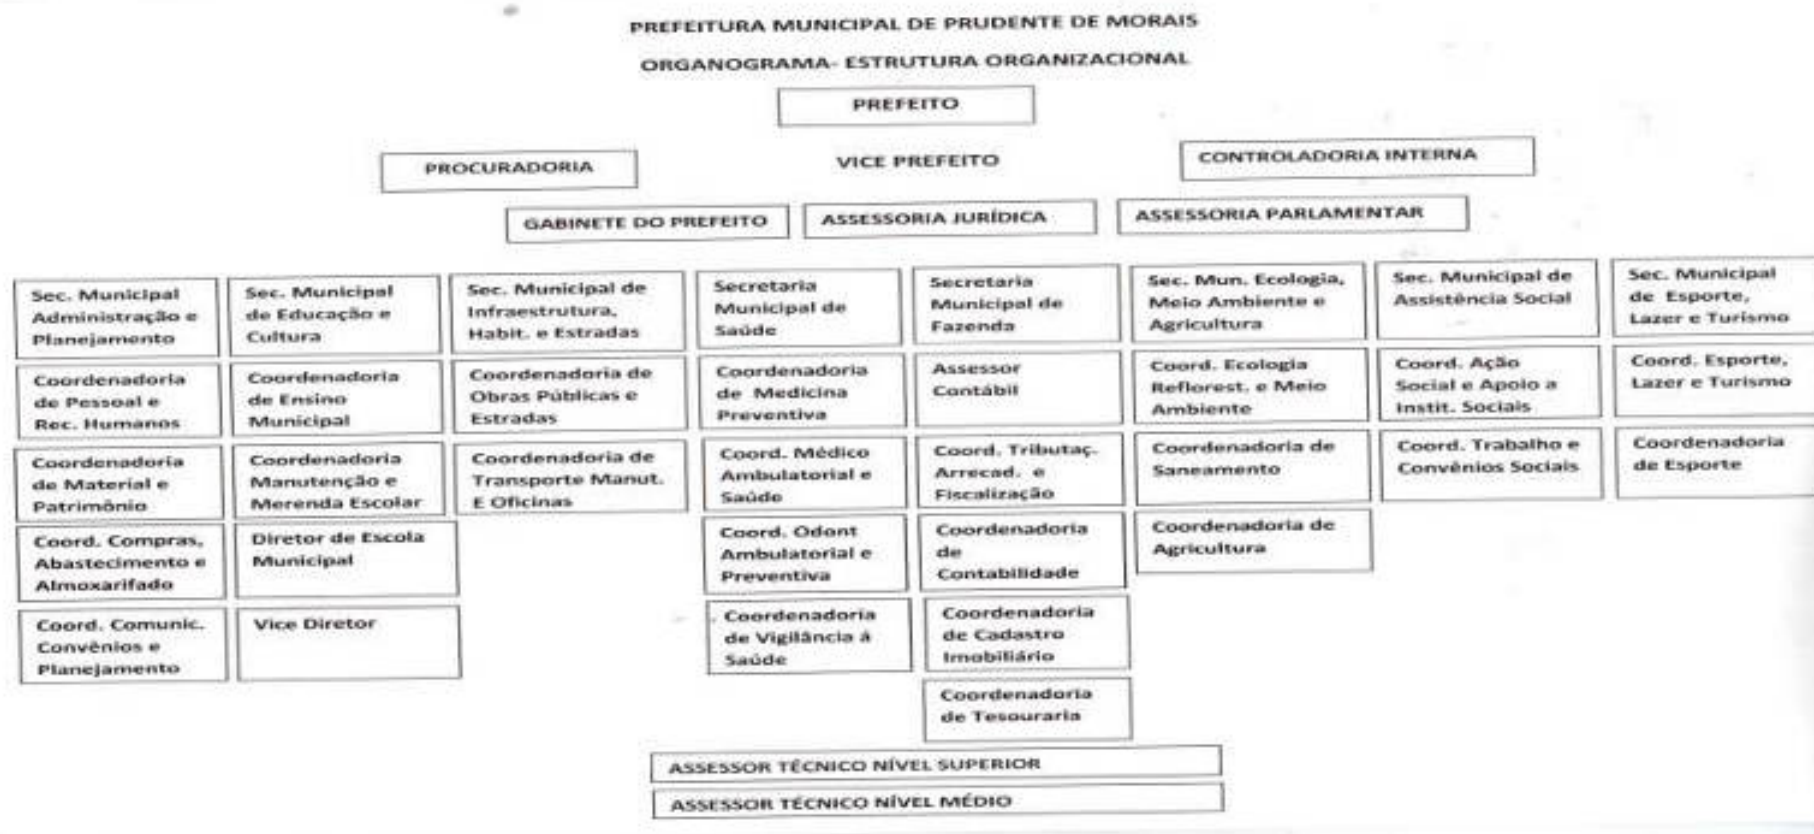 PREFEITURA MUNICIPAL DE PRUDENTE DE MORAIS
ORGANOGRAMA- ESTRUTURA ORGANIZACIONAL
PREFEITO
PROCURADORIA
VICE PREFEITO
CONTROLADORIA INTERNA
GABINETE DO PREFEITO
ASSESSORIA JURÍDICA
ASSESSORIA PARLAMENTAR
Sec. Municipal
Administração e
Planejamento
Sec. Municipal
de Educação e
Cultura
Sec. Municipal de
Infraestrutura,
Habit. e Estradas
Secretaria
Municipal de
Saúde
Secretaria
Municipal de
Fazenda
Sec. Mun. Ecologia,
Meio Ambiente e
Agricultura
Sec. Municipal de
Assistência Social
Sec. Municipal
de Esporte,
Lazer e Turismo
Coordenadoria
de Pessoal e
Rec. Humanos
Coordenadoria
de Ensino
Municipal
Coordenadoria de
Obras Públicas e
Estradas
Coordenadoria
de Medicina
Preventiva
Assessor
Contábil
Coord. Ecologia
Reflorest. e Meio
Ambiente
Coord. Ação
Social e Apoio a
Instit. Sociais
Coord. Esporte,
Lazer e Turismo
Coordenadoria
de Material e
Patrimônio
Coordenadoria
Manutenção e
Merenda Escolar
Coordenadoria de
Transporte Manut.
E Oficinas
Coord. Médico
Ambulatorial e
Saúde
Coord. Tributaç.
Arrecad. e
Fiscalização
Coordenadoria de
Saneamento
Coord. Trabalho e
Convênios Sociais
Coordenadoria
de Esporte
Coord. Compras,
Abastecimento e
Almoxarifado
Diretor de Escola
Municipal
Coord. Odont
Ambulatorial e
Preventiva
Coordenadoria
de
Contabilidade
Coordenadoria de
Agricultura
Coord. Comunic.
Convênios e
Planejamento
Vice Diretor
Coordenadoria
de Vigilância á
Saúde
Coordenadoria
de Cadastro
Imobiliário
Coordenadoria
de Tesouraria
ASSESSOR TÉCNICO NÍVEL SUPERIOR
ASSESSOR TÉCNICO NÍVEL MÉDIO